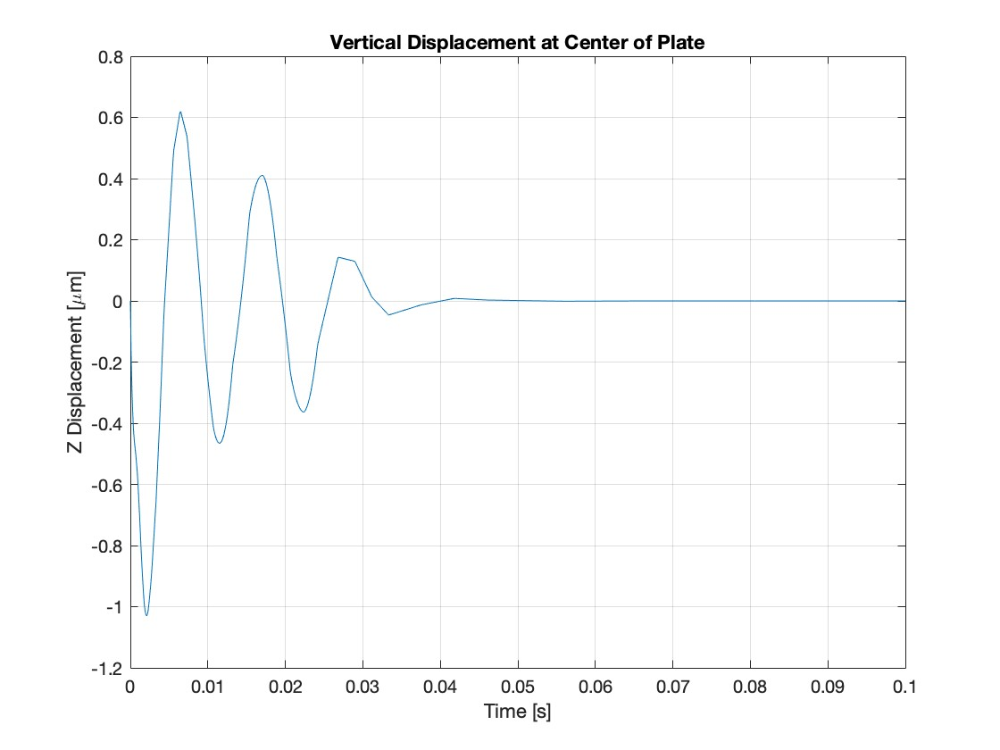 Vertical Displacement at Center of Plate
0.8
0.6
0.4
0.2
0
-0.2
-0.4
-0.6
-0.8
-1
-1.2
Z Displacement [μm]
0 0.01 0.02 0.03 0.04 0.05 0.06 0.07 0.08 0.09 0.1
Time [s]